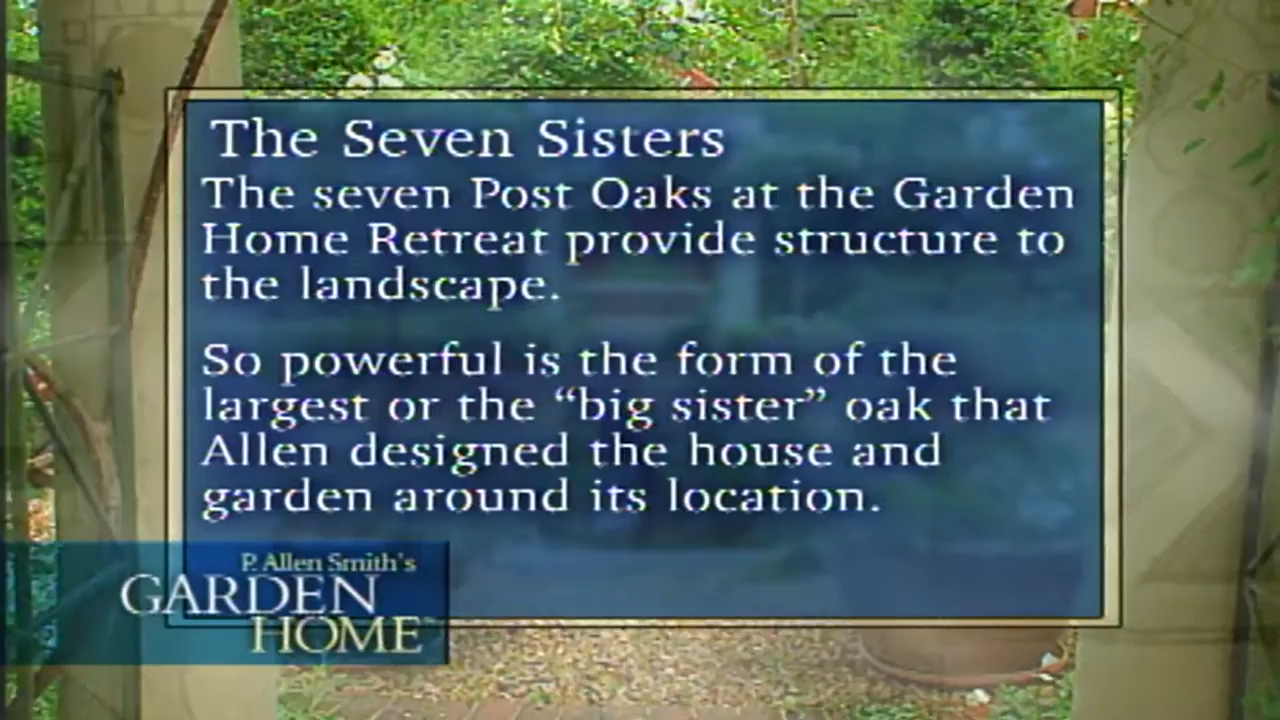 The Seven Sisters
The seven Post Oaks at the Garden
Home Retreat provide structure to
the landscape.
So powerful is the form of the
largest or the “big sister” oak that
Allen designed the house and
garden around its location.
P. Allen Smith's
GARDEN
HOME